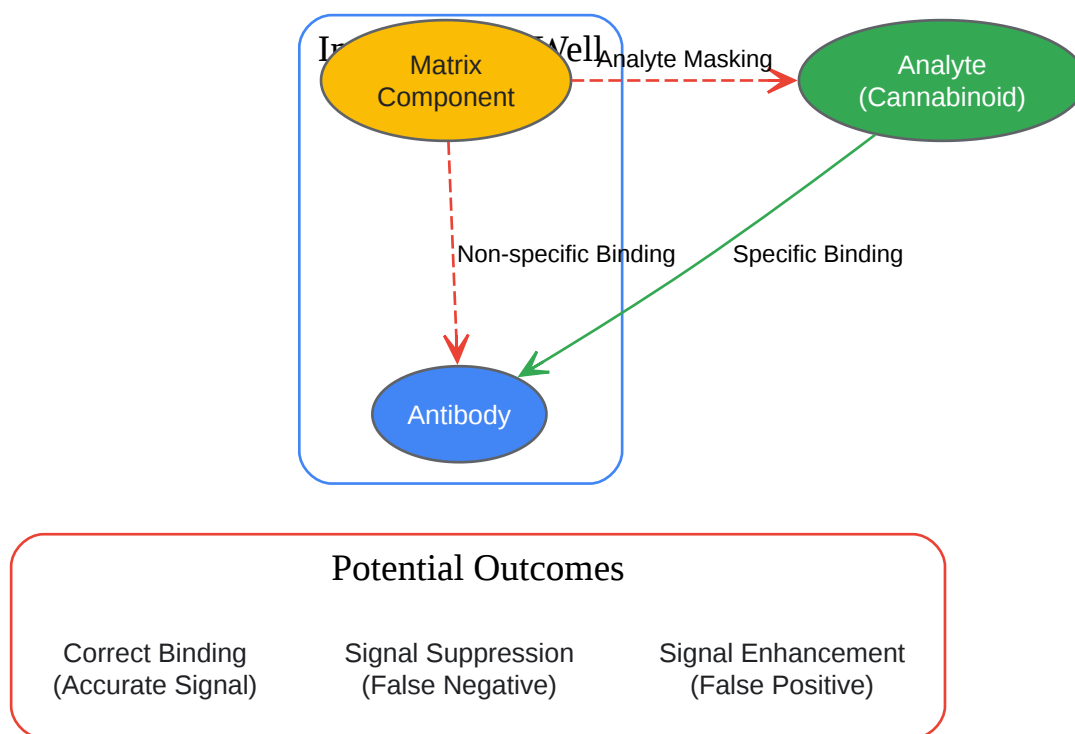 Well
Matrix
Component
Analyte Masking
Analyte
(Cannabinoid)
Non-specific Binding
Specific Binding
Antibody
Potential Outcomes
Correct Binding
(Accurate Signal)
Signal Suppression
(False Negative)
Signal Enhancement
(False Positive)